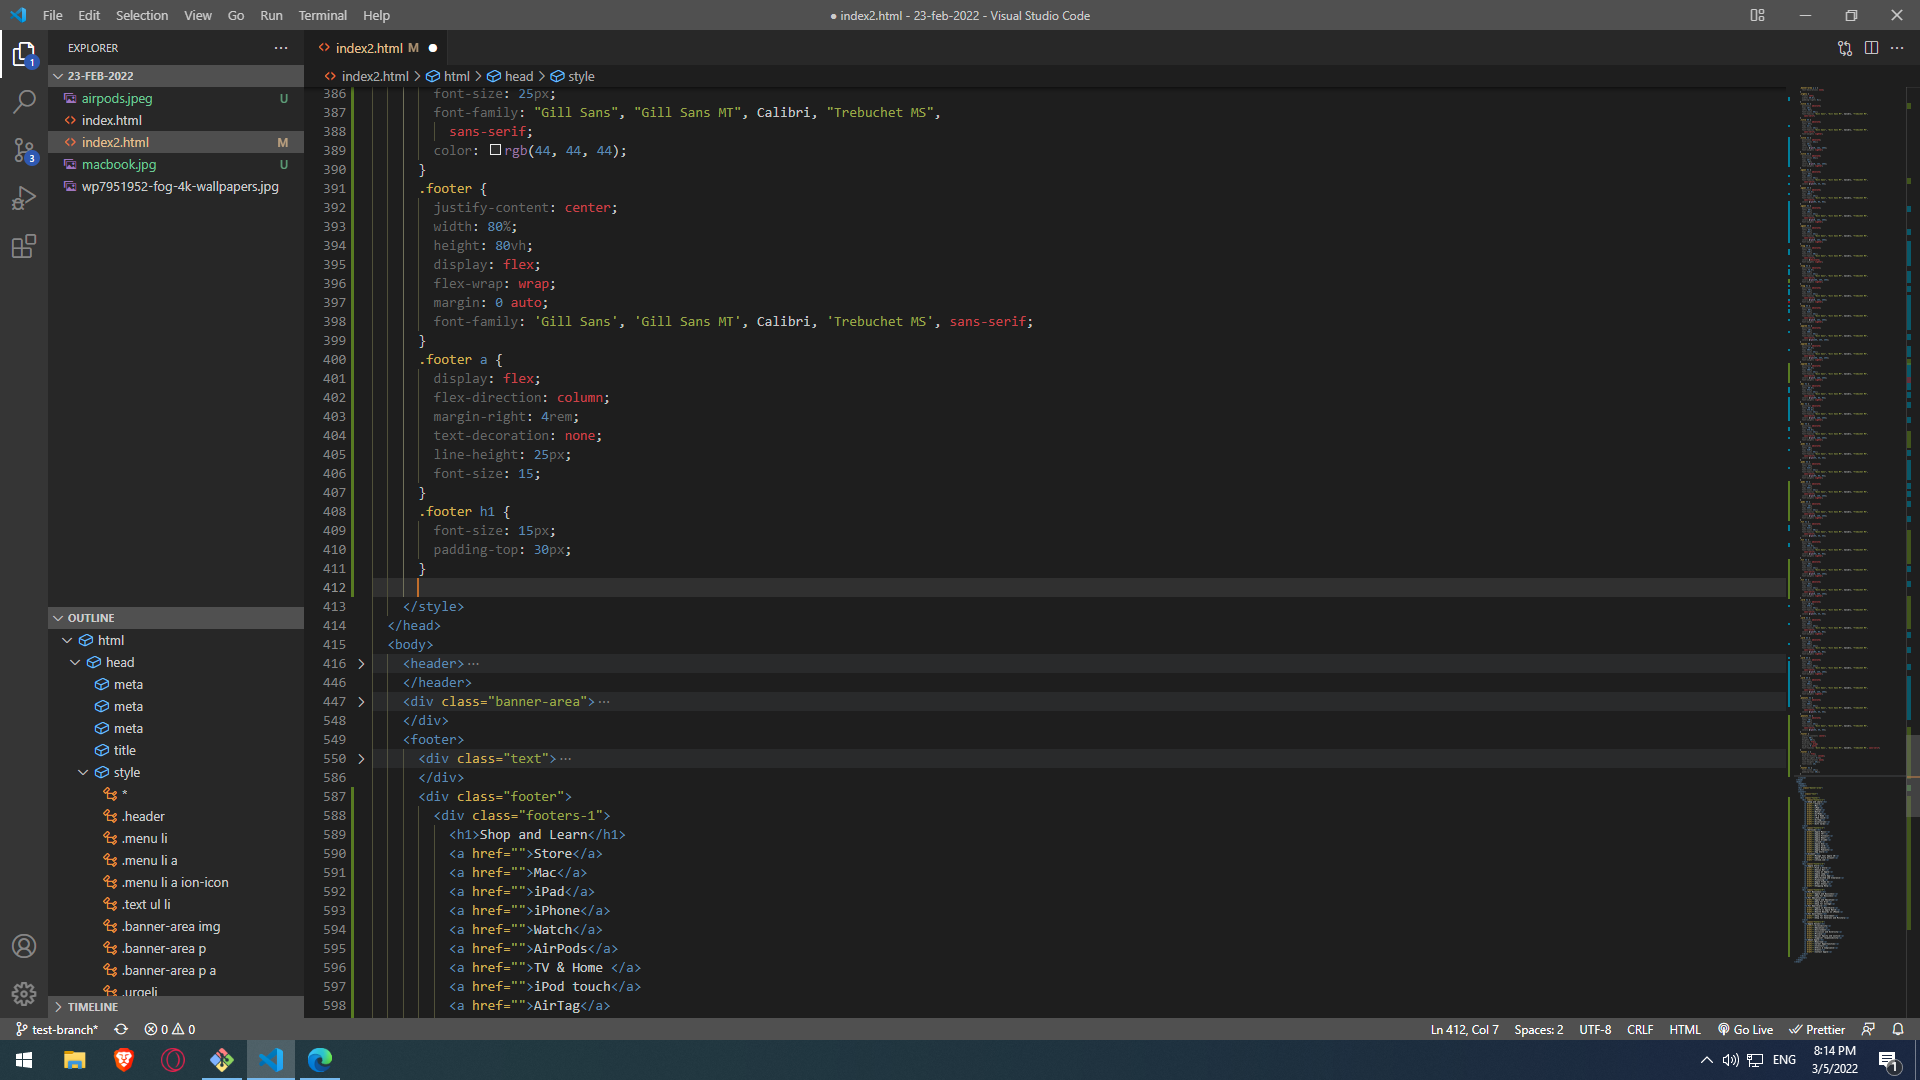 File Edit Selection View Go Run Terminal Help
● index2.html - 23-feb-2022 - Visual Studio Code
EXPLORER
23-FEB-2022
airpods.jpeg U
index.html
index2.html M
macbook.jpg U
wp7951952-fog-4k-wallpapers.jpg
1
3
OUTLINE
html
head
meta
meta
meta
title
style
*
.header
.menu li
.menu li a
.menu li a ion-icon
.text ul li
.banner-area img
.banner-area p
.banner-area p a
.urgeli
TIMELINE
index2.html M
index2.html > html > head > style
386 font-size: 25px;
387 font-family: "Gill Sans", "Gill Sans MT", Calibri, "Trebuchet MS",
388 sans-serif;
389 color: rgb(44, 44, 44);
390 }
391 .footer {
392 justify-content: center;
393 width: 80%;
394 height: 80vh;
395 display: flex;
396 flex-wrap: wrap;
397 margin: 0 auto;
398 font-family: 'Gill Sans', 'Gill Sans MT', Calibri, 'Trebuchet MS', sans-serif;
399 }
400 .footer a {
401 display: flex;
402 flex-direction: column;
403 margin-right: 4rem;
404 text-decoration: none;
405 line-height: 25px;
406 font-size: 15;
407 }
408 .footer h1 {
409 font-size: 15px;
410 padding-top: 30px;
411 }
412
413 </style>
414 </head>
415 <body>
416 <header>…
446 </header>
447 <div class="banner-area">…
548 </div>
549 <footer>
550 <div class="text">…
586 </div>
587 <div class="footer">
588 <div class="footers-1">
589 <h1>Shop and Learn</h1>
590 <a href="">Store</a>
591 <a href="">Mac</a>
592 <a href="">iPad</a>
593 <a href="">iPhone</a>
594 <a href="">Watch</a>
595 <a href="">AirPods</a>
596 <a href="">TV & Home </a>
597 <a href="">iPod touch</a>
598 <a href="">AirTag</a>
test-branch* 0 0
Ln 412, Col 7 Spaces: 2 UTF-8 CRLF HTML Go Live Prettier
ENG
8:14 PM
3/5/2022
1